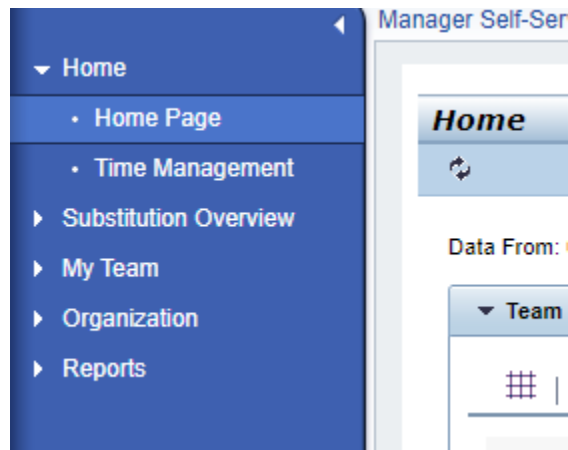 Manager Self-Ser
Home
Home Page
Time Management
Substitution Overview
My Team
Organization
Reports
Home
Data From:
Team